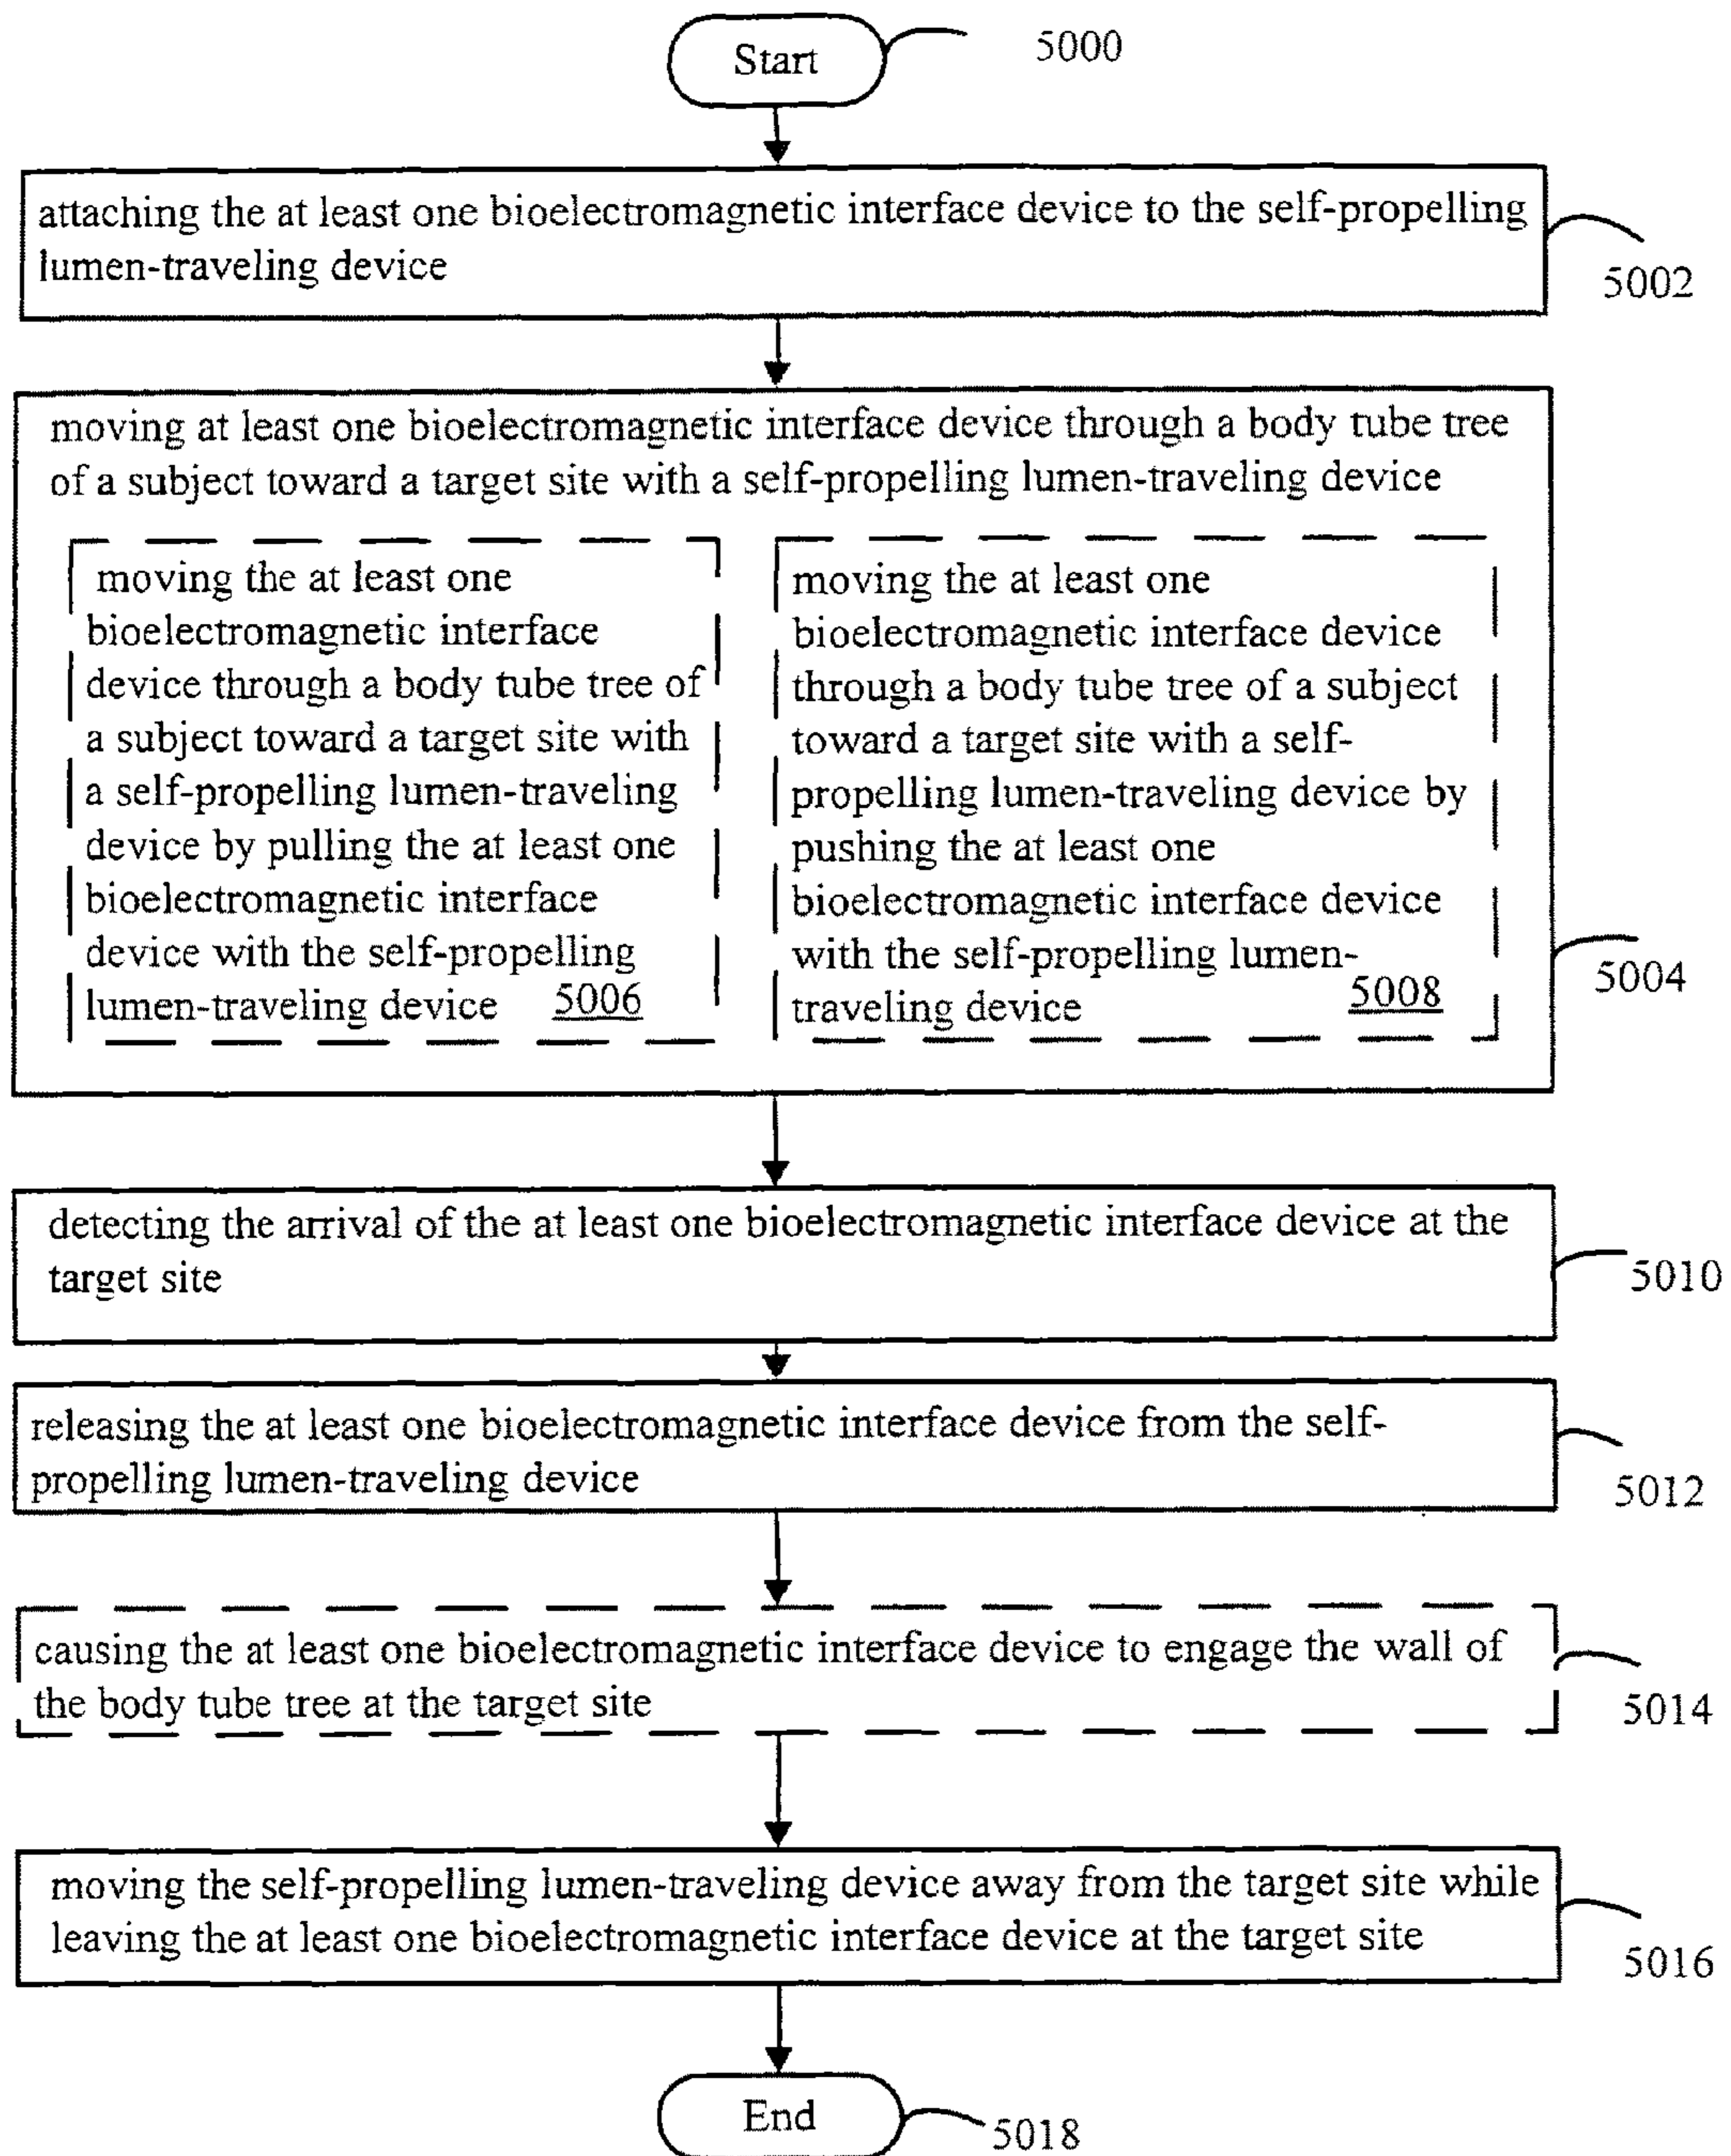 Start
5000
attaching the at least one bioelectromagnetic interface device to the self-propelling
lumen-traveling device
5002
moving at least one bioelectromagnetic interface device through a body tube tree
of a subject toward a target site with a self-propelling lumen-traveling device
moving the at least one
bioelectromagnetic interface
device through a body tube tree of
a subject toward a target site with
a self-propelling lumen-traveling
device by pulling the at least one
bioelectromagnetic interface
device with the self-propelling
lumen-traveling device 5006
moving the at least one
bioelectromagnetic interface device
through a body tube tree of a subject
toward a target site with a self-
propelling lumen-traveling device by
pushing the at least one
bioelectromagnetic interface device
with the self-propelling lumen-
traveling device 5008
5004
detecting the arrival of the at least one bioelectromagnetic interface device at the
target site
5010
releasing the at least one bioelectromagnetic interface device from the self-
propelling lumen-traveling device
5012
causing the at least one bioelectromagnetic interface device to engage the wall of
the body tube tree at the target site
5014
moving the self-propelling lumen-traveling device away from the target site while
leaving the at least one bioelectromagnetic interface device at the target site
5016
End
5018